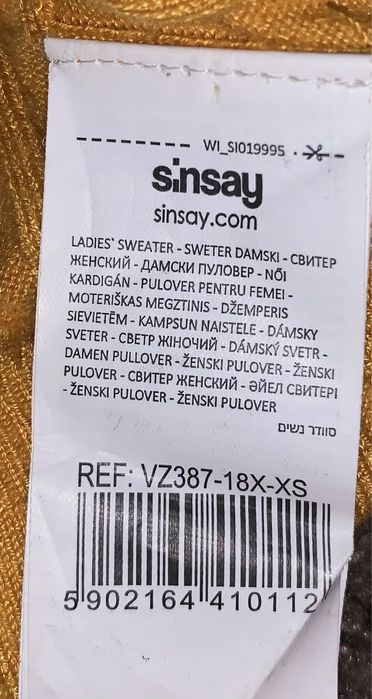 WI_SI019995
sinsay
sinsay.com
LADIES' SWEATER - SWETER DAMSKI - СВИТЕР
ЖЕНСКИЙ - ДАМСКИ ПУЛОВЕР - NŐI
KARDIGÁN - PULOVER PENTRU FEMEI -
MOTERIŠKAS MEGZTINIS - DŽEMPERIS
SIEVIETĒM - KAMPSUN NAISTELE - DÁMSKY
SVETER - СВЕТР ЖІНОЧИЙ - DÁMSKÝ SVETR -
DAMEN PULLOVER - ŽENSKI PULOVER - ŽENSKI
PULOVER - СВИТЕР ЖЕНСКИЙ - ӘЙЕЛ СВИТЕРІ
- ŽENSKI PULOVER - ŽENSKI PULOVER
סוודר נשים
REF: VZ387-18X-XS
5 902164 410112